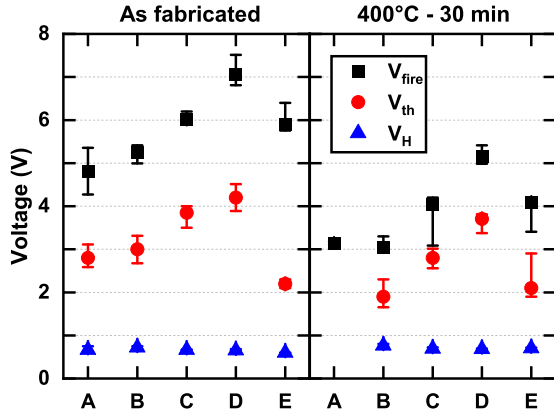 As fabricated
400°C - 30 min
Voltage (V)
8
6
4
2
0
V_fire
V_th
V_H
A B C D E
A B C D E